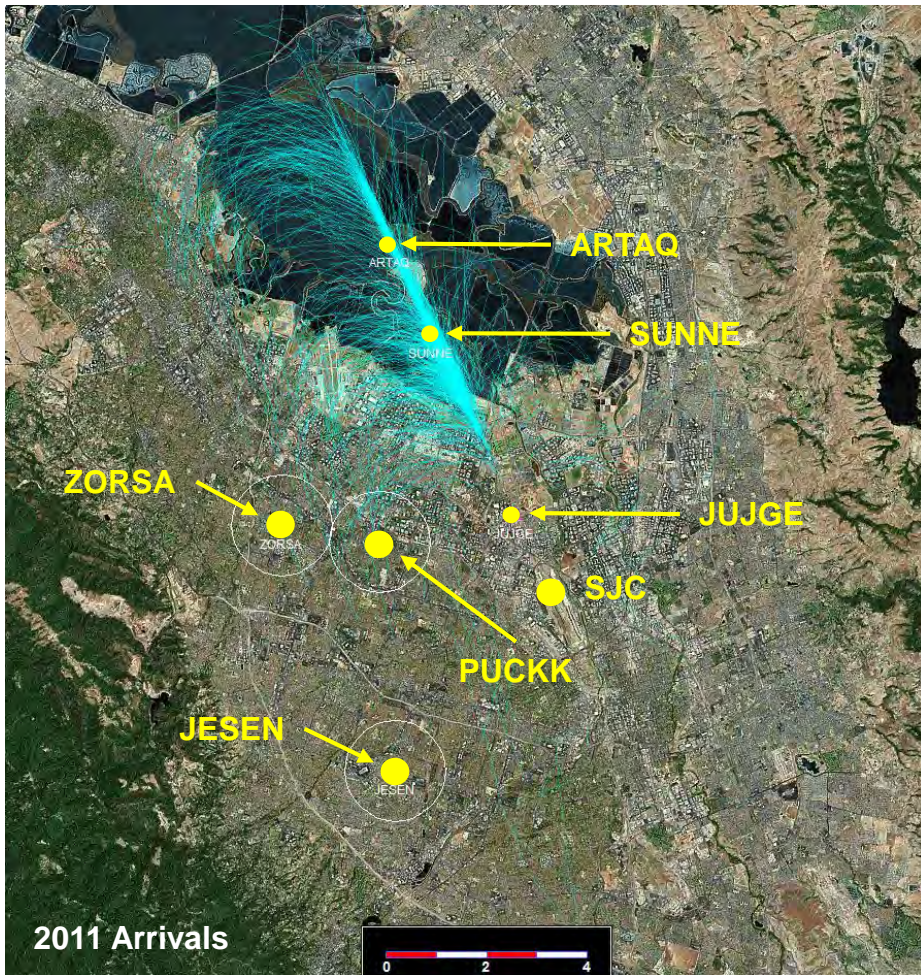 ARTAQ
ARTAQ
SUNNE
SUNNE
ZORSA
JUJGE
ZORSA
JUJGE
SJC
PUCKK
JESEN
JESEN
2011 Arrivals
0 2 4